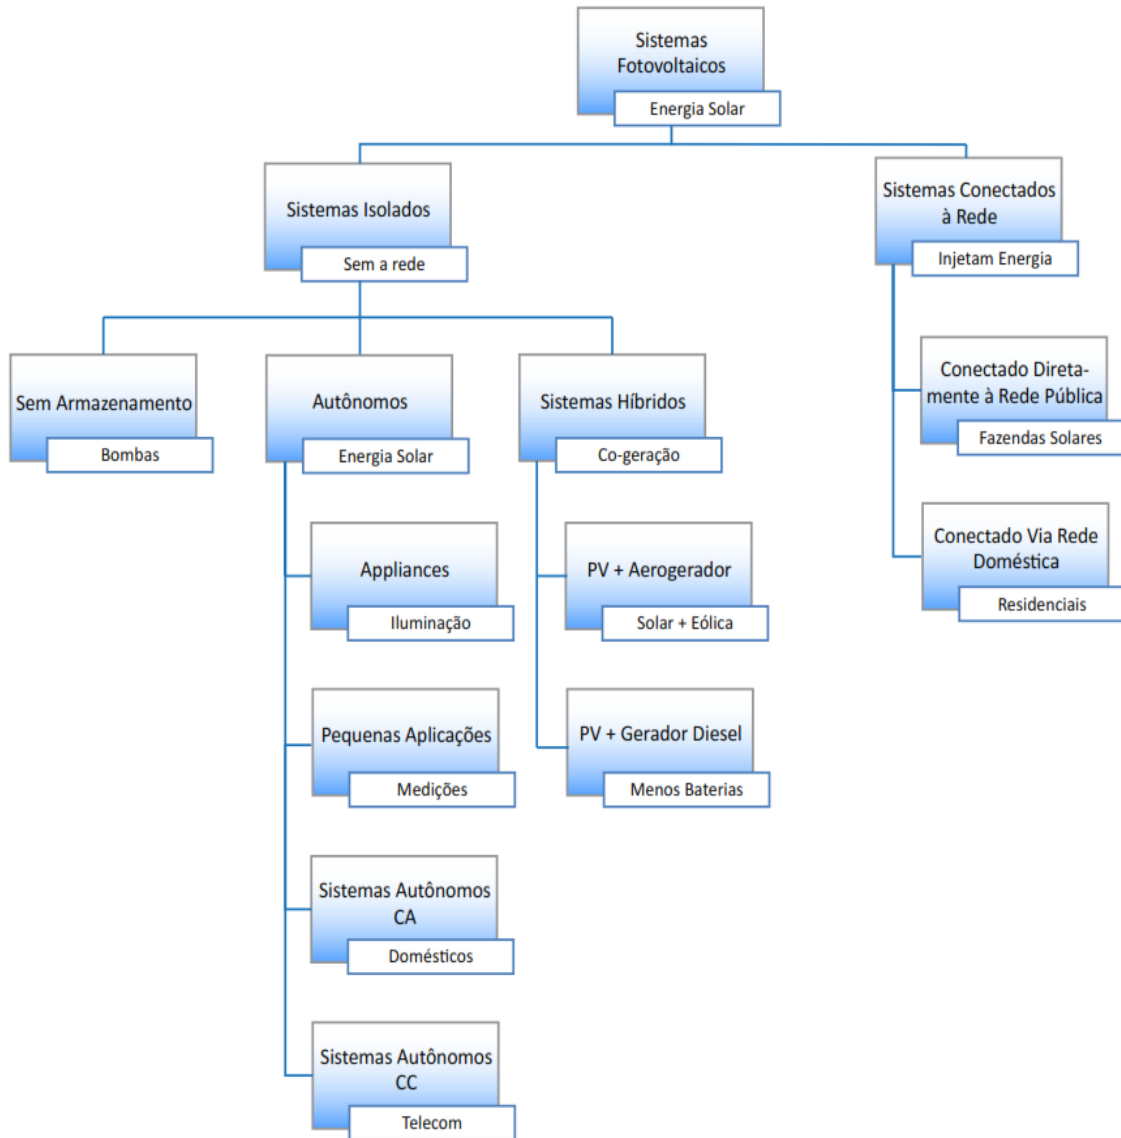 Sistemas
Fotovoltaicos
Energia Solar
Sistemas Isolados
Sem a rede
Sistemas Conectados
à Rede
Injetam Energia
Sem Armazenamento
Bombas
Autônomos
Energia Solar
Sistemas Híbridos
Co-geração
Conectado Direta-
mente à Rede Pública
Fazendas Solares
Appliances
Iluminação
PV + Aerogerador
Solar + Eólica
Conectado Via Rede
Doméstica
Residenciais
Pequenas Aplicações
Medições
PV + Gerador Diesel
Menos Baterias
Sistemas Autônomos
CA
Domésticos
Sistemas Autônomos
CC
Telecom